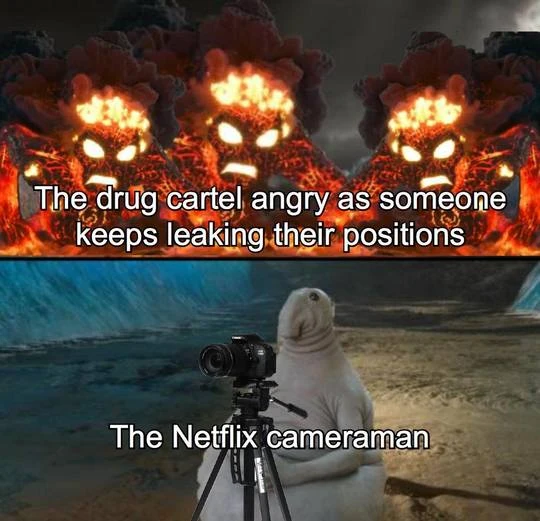 The drug cartel angry as someone
keeps leaking their positions
The Netflix cameraman